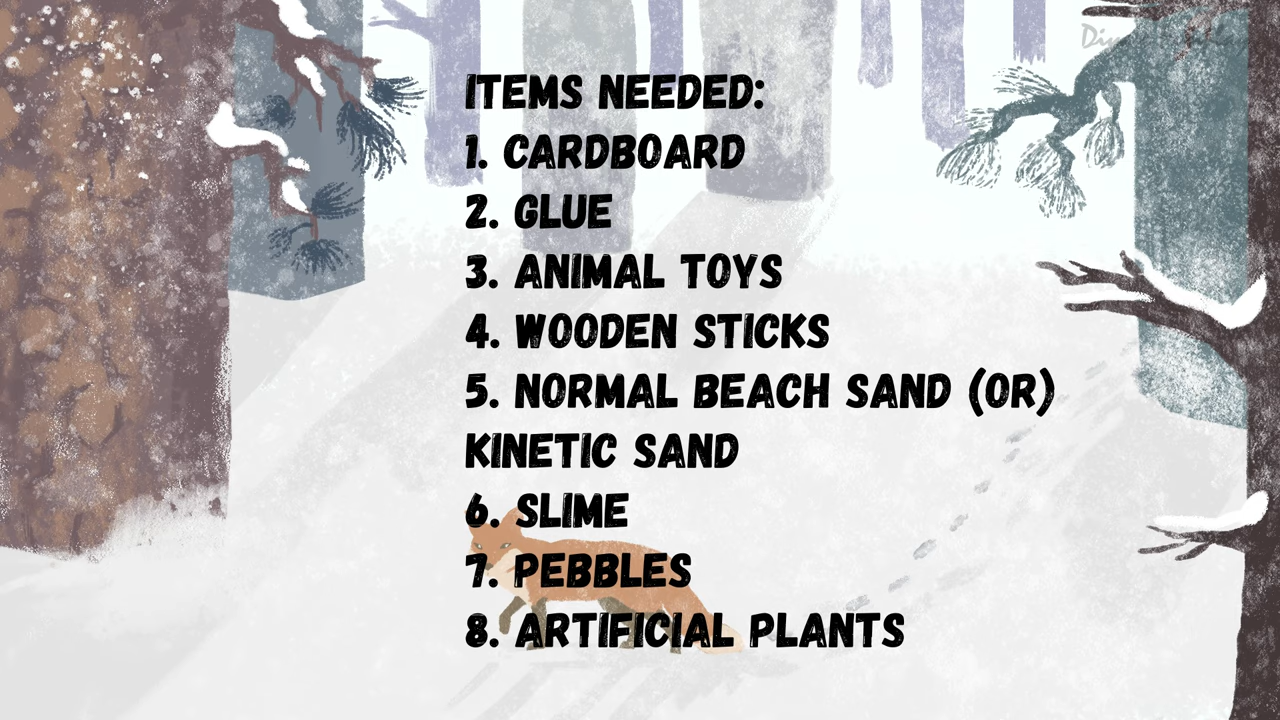 ITEMS NEEDED:
1. CARDBOARD
2. GLUE
3. ANIMAL TOYS
4. WOODEN STICKS
5. NORMAL BEACH SAND (OR)
KINETIC SAND
6. SLIME
7. PEBBLES
8. ARTIFICIAL PLANTS